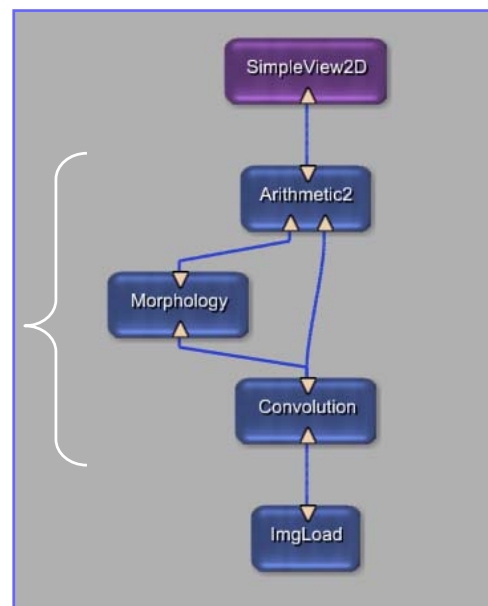 SimpleView2D
Arithmetic2
Morphology
Convolution
ImgLoad